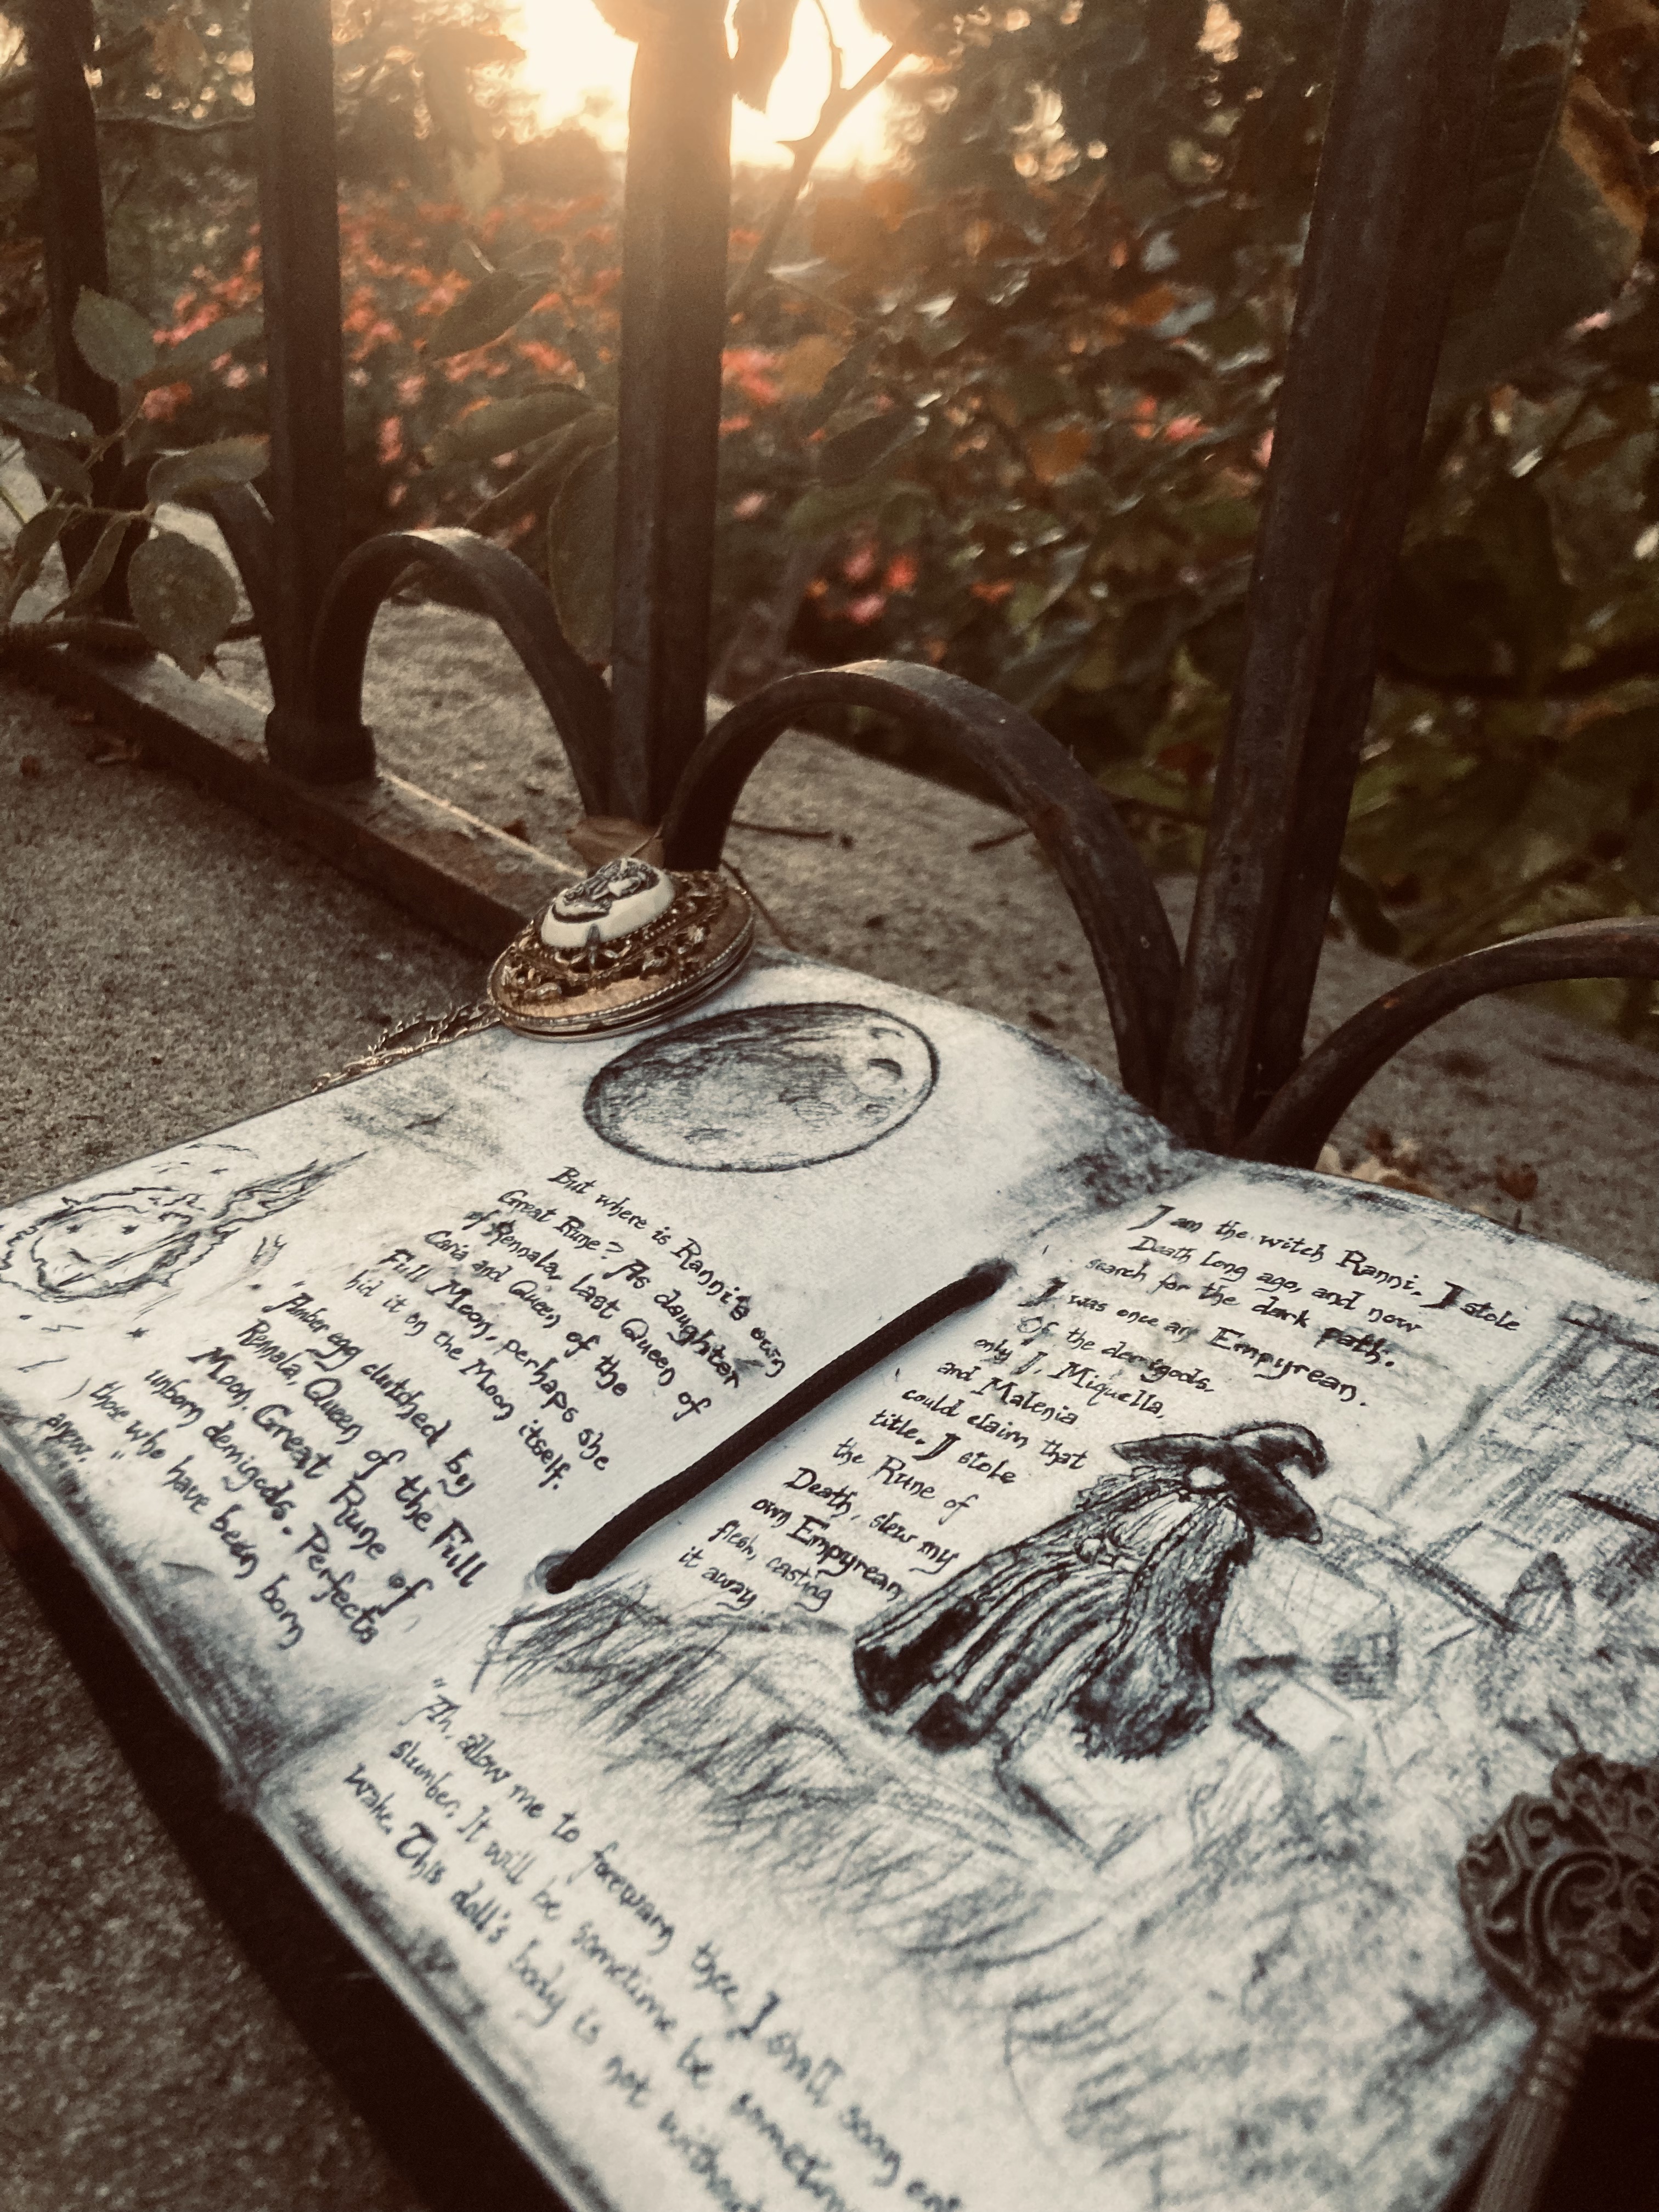 But where is Ranni's own
Great Rune? As daughter
of Rennala, last Queen of
Caria and Queen of the
Full Moon, perhaps she
hid it on the Moon itself.
"Amber egg clutched by
Rennala, Queen of the Full
Moon. Great Rune of
unborn demigods. Perfects
those who have been born
anew."
I am the witch Ranni. I stole
Death long ago, and now
search for the dark path.
I was once an Empyrean.
Of the demigods,
only I, Miquella,
and Malenia
could claim that
title. I stole
the Rune of
Death, slew my
own Empyrean
flesh, casting
it away.
"Ah, allow me to forewarn thee, I shall soon
slumber. It will be sometime be sometime
wake. This doll's body is not without